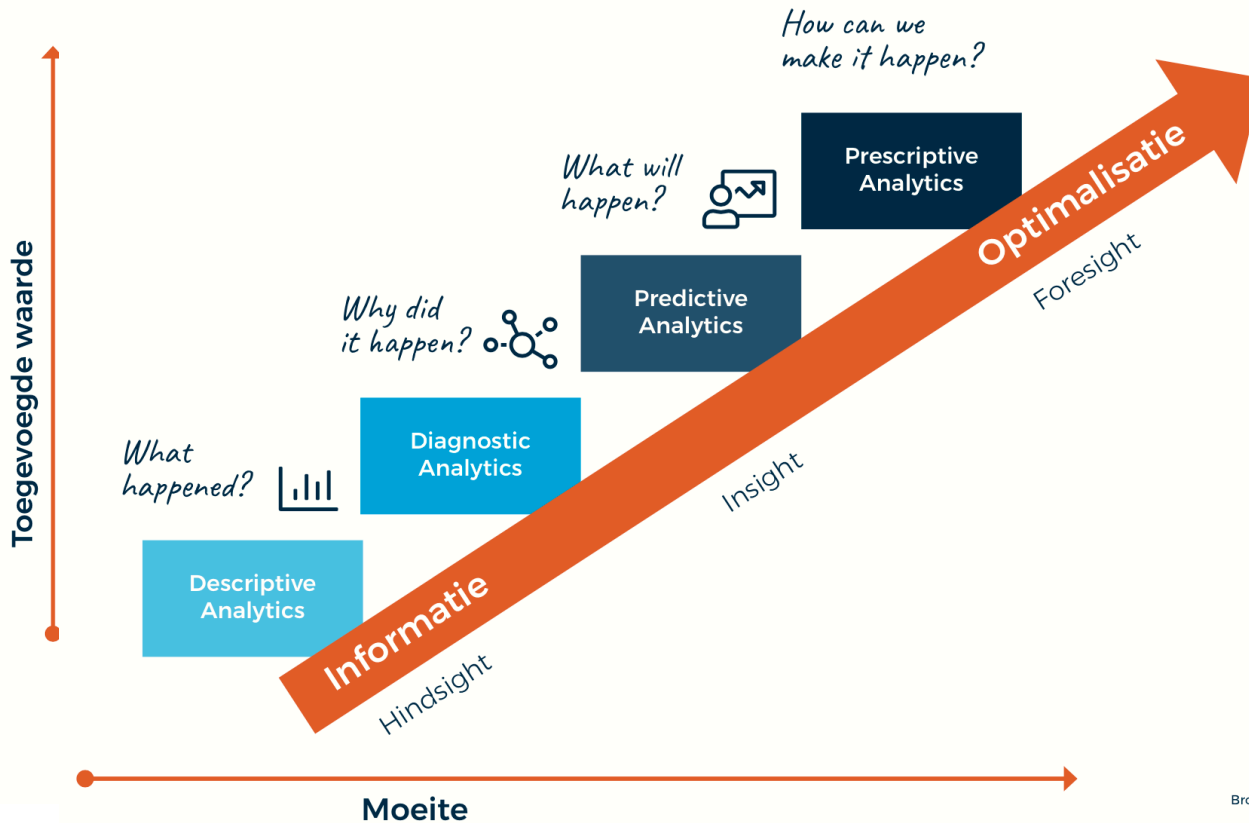 How can we
make it happen?
What will
happen?
Prescriptive
Analytics
Optimalisatie
Foresight
Why did
it happen?
Predictive
Analytics
Toegevoegde waarde
What
happened?
Diagnostic
Analytics
Insight
Descriptive
Analytics
Informatie
Hindsight
Moeite